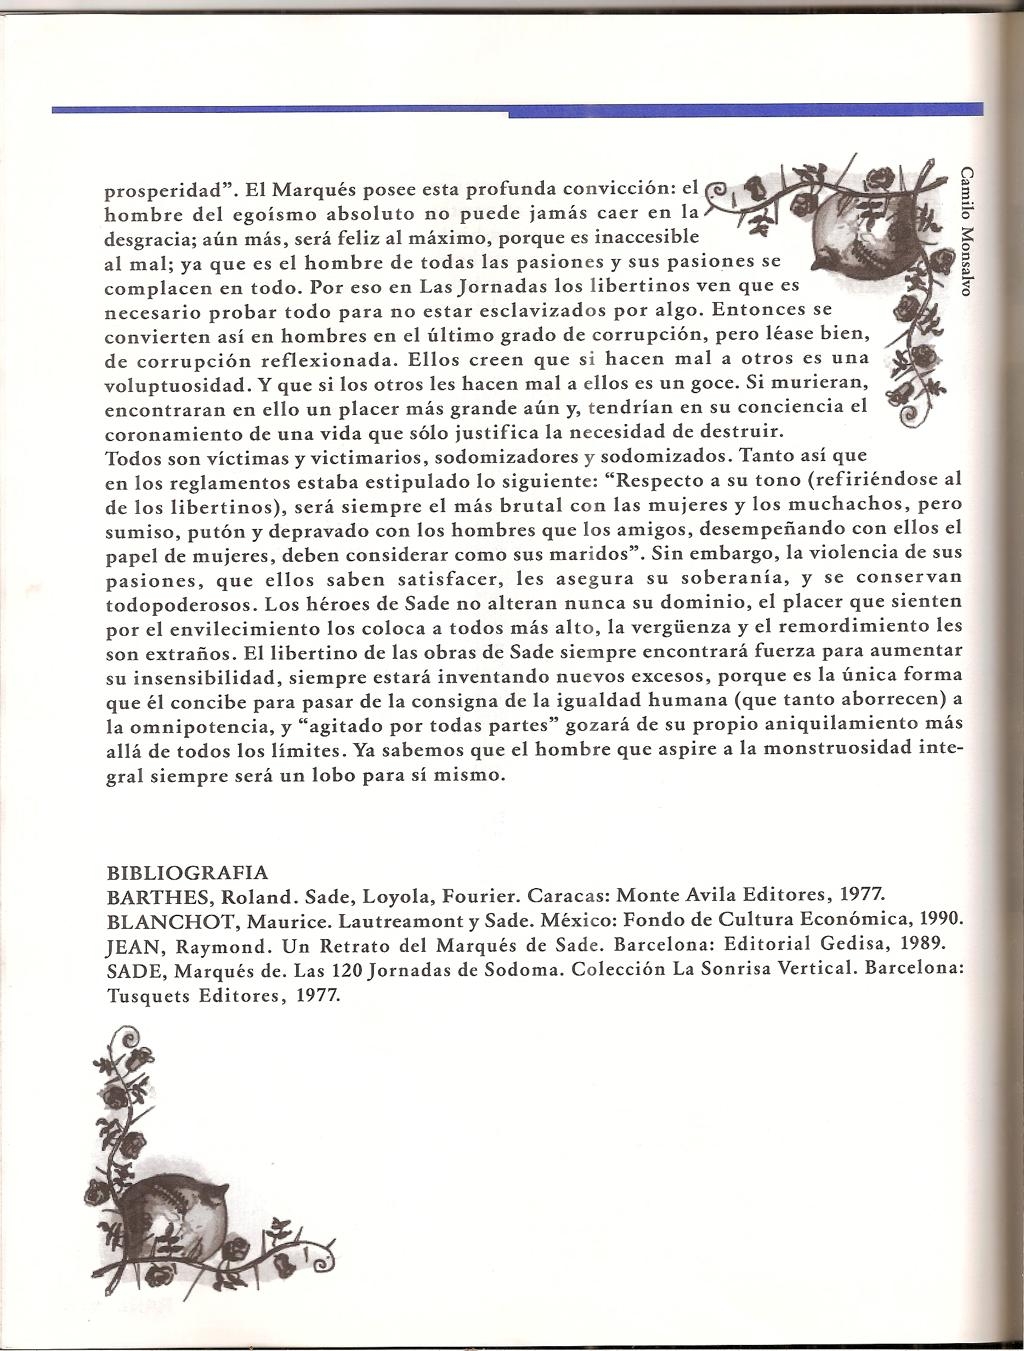 prosperidad”. El Marqués posee esta profunda convicción: el
hombre del egoísmo absoluto no puede jamás caer en la
desgracia; aún más, será feliz al máximo, porque es inaccesible
al mal; ya que es el hombre de todas las pasiones y sus pasiones se
complacen en todo. Por eso en Las Jornadas los libertinos ven que es
necesario probar todo para no estar esclavizados por algo. Entonces se
convierten así en hombres en el último grado de corrupción, pero léase bien,
de corrupción reflexionada. Ellos creen que si hacen mal a otros es una
voluptuosidad. Y que si los otros les hacen mal a ellos es un goce. Si murieran,
encontraran en ello un placer más grande aún y, tendrían en su conciencia el
coronamiento de una vida que sólo justifica la necesidad de destruir.
Todos son víctimas y victimarios, sodomizadores y sodomizados. Tanto así que
en los reglamentos estaba estipulado lo siguiente: “Respecto a su tono (refiriéndose al
de los libertinos), será siempre el más brutal con las mujeres y los muchachos, pero
sumiso, putón y depravado con los hombres que los amigos, desempeñando con ellos el
papel de mujeres, deben considerar como sus maridos”. Sin embargo, la violencia de sus
pasiones, que ellos saben satisfacer, les asegura su soberanía, y se conservan
todopoderosos. Los héroes de Sade no alteran nunca su dominio, el placer que sienten
por el envilecimiento los coloca a todos más alto, la vergüenza y el remordimiento les
son extraños. El libertino de las obras de Sade siempre encontrará fuerza para aumentar
su insensibilidad, siempre estará inventando nuevos excesos, porque es la única forma
que él concibe para pasar de la consigna de la igualdad humana (que tanto aborrecen) a
la omnipotencia, y “agitado por todas partes” gozará de su propio aniquilamiento más
allá de todos los límites. Ya sabemos que el hombre que aspire a la monstruosidad inte-
gral siempre será un lobo para sí mismo.
Camilo Monsalvo
BIBLIOGRAFIA
BARTHES, Roland. Sade, Loyola, Fourier. Caracas: Monte Avila Editores, 1977.
BLANCHOT, Maurice. Lautreamont y Sade. México: Fondo de Cultura Económica, 1990.
JEAN, Raymond. Un Retrato del Marqués de Sade. Barcelona: Editorial Gedisa, 1989.
SADE, Marqués de. Las 120 Jornadas de Sodoma. Colección La Sonrisa Vertical. Barcelona:
Tusquets Editores, 1977.